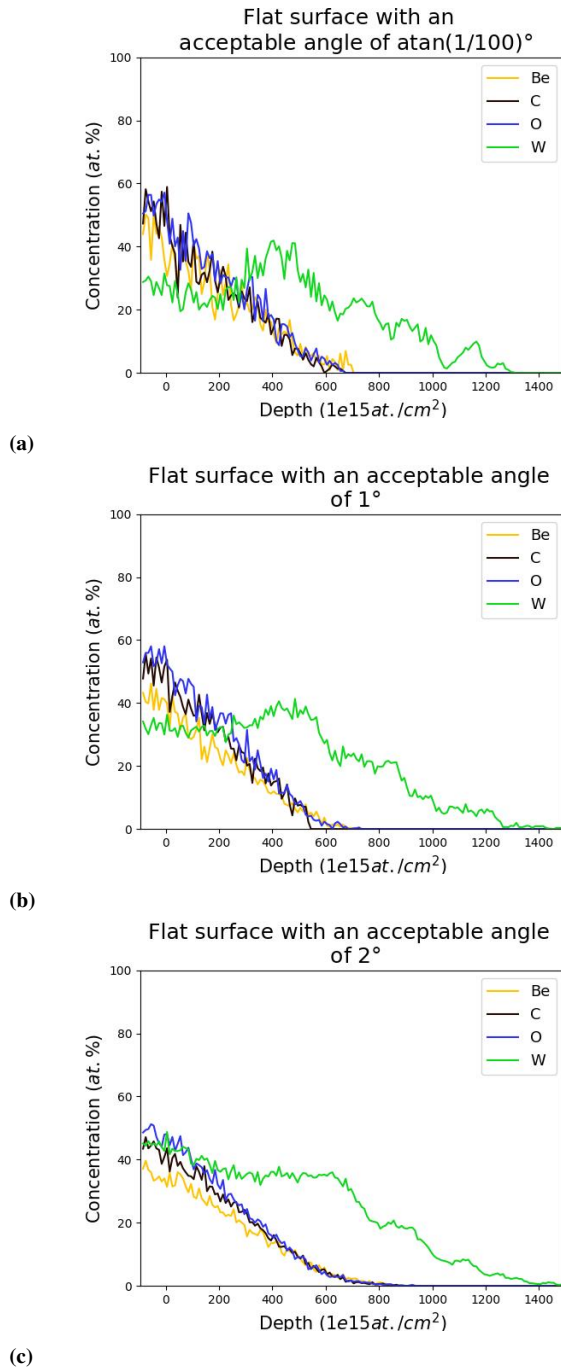 Flat surface with an
acceptable angle of atan(1/100)°
100
80
60
40
20
0
Concentration (at. %)
Be
C
O
W
0 200 400 600 800 1000 1200 1400
Depth (1e15at./cm²)
(a)
Flat surface with an acceptable angle
of 1°
100
80
60
40
20
0
Concentration (at. %)
Be
C
O
W
0 200 400 600 800 1000 1200 1400
Depth (1e15at./cm²)
(b)
Flat surface with an acceptable angle
of 2°
100
80
60
40
20
0
Concentration (at. %)
Be
C
O
W
0 200 400 600 800 1000 1200 1400
Depth (1e15at./cm²)
(c)